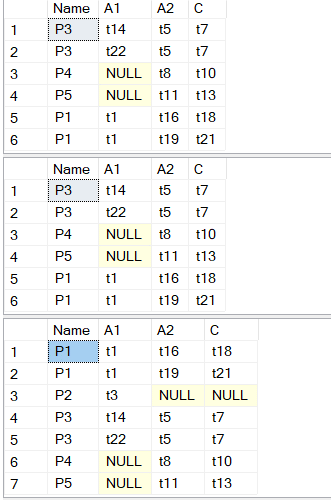 Name A1 A2 C
1 P3 t14 t5 t7
2 P3 t22 t5 t7
3 P4 NULL t8 t10
4 P5 NULL t11 t13
5 P1 t1 t16 t18
6 P1 t1 t19 t21
Name A1 A2 C
1 P3 t14 t5 t7
2 P3 t22 t5 t7
3 P4 NULL t8 t10
4 P5 NULL t11 t13
5 P1 t1 t16 t18
6 P1 t1 t19 t21
Name A1 A2 C
1 P1 t1 t16 t18
2 P1 t1 t19 t21
3 P2 t3 NULL NULL
4 P3 t14 t5 t7
5 P3 t22 t5 t7
6 P4 NULL t8 t10
7 P5 NULL t11 t13